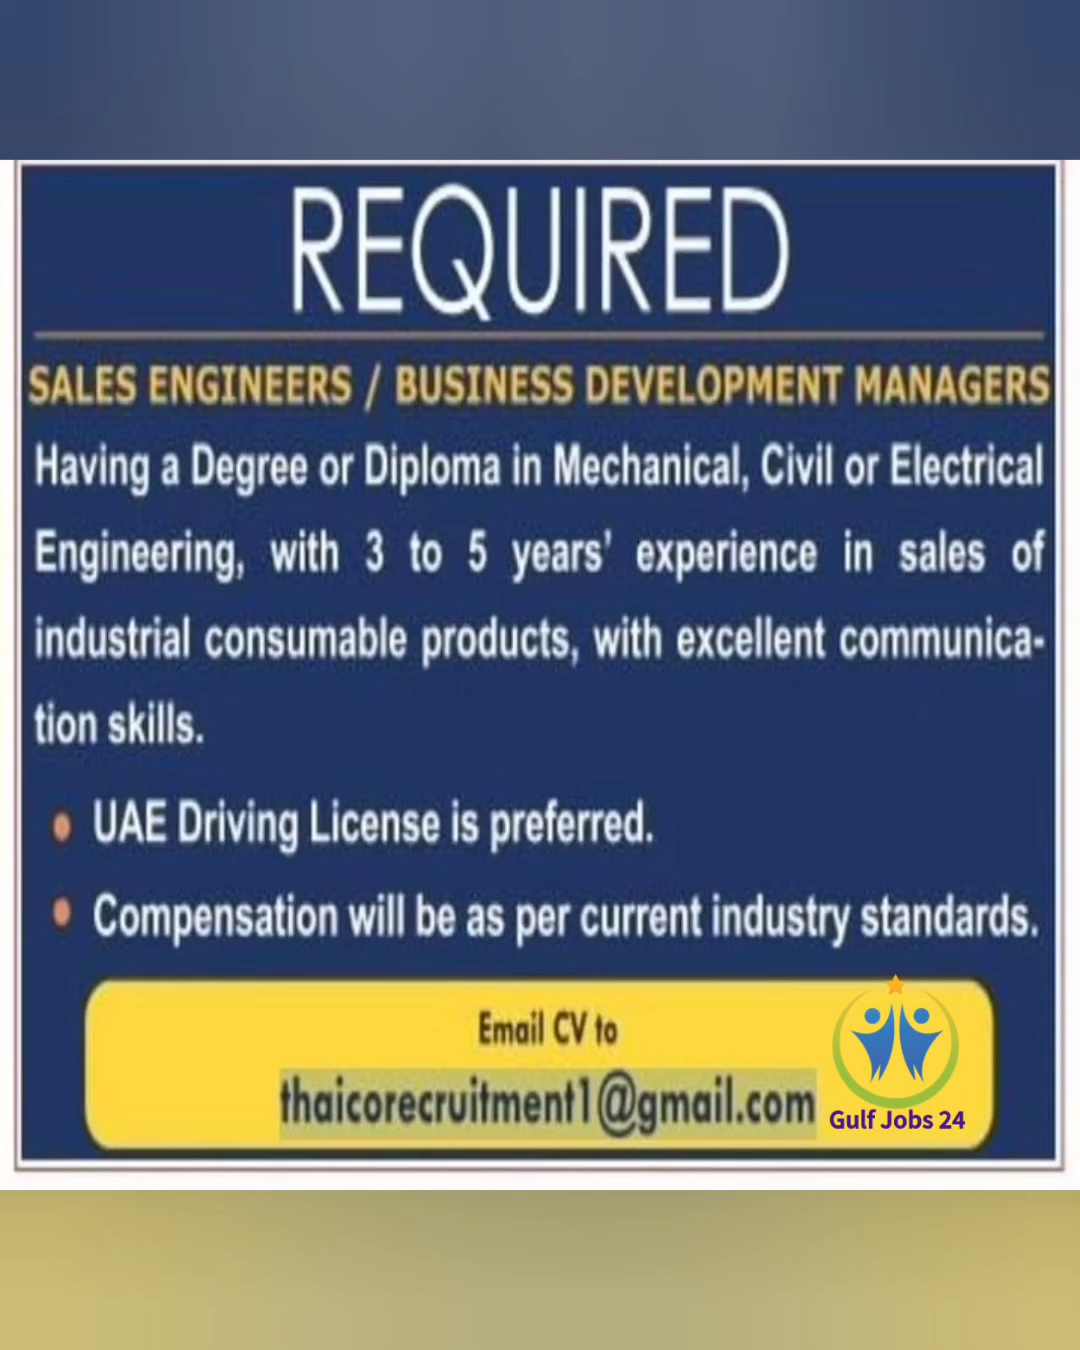 REQUIRED
SALES ENGINEERS / BUSINESS DEVELOPMENT MANAGERS
Having a Degree or Diploma in Mechanical, Civil or Electrical
Engineering, with 3 to 5 years' experience in sales of
industrial consumable products, with excellent communica-
tion skills.
• UAE Driving License is preferred.
• Compensation will be as per current industry standards.
Email CV to
thaicorecruitment1@gmail.com
Gulf Jobs 24